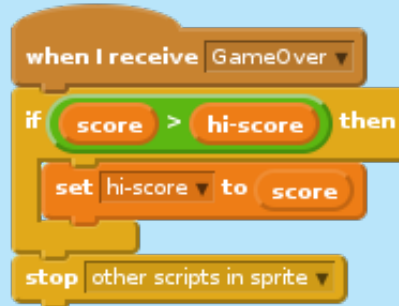 when I receive GameOver
if score > hi-score then
set hi-score to score
stop other scripts in sprite